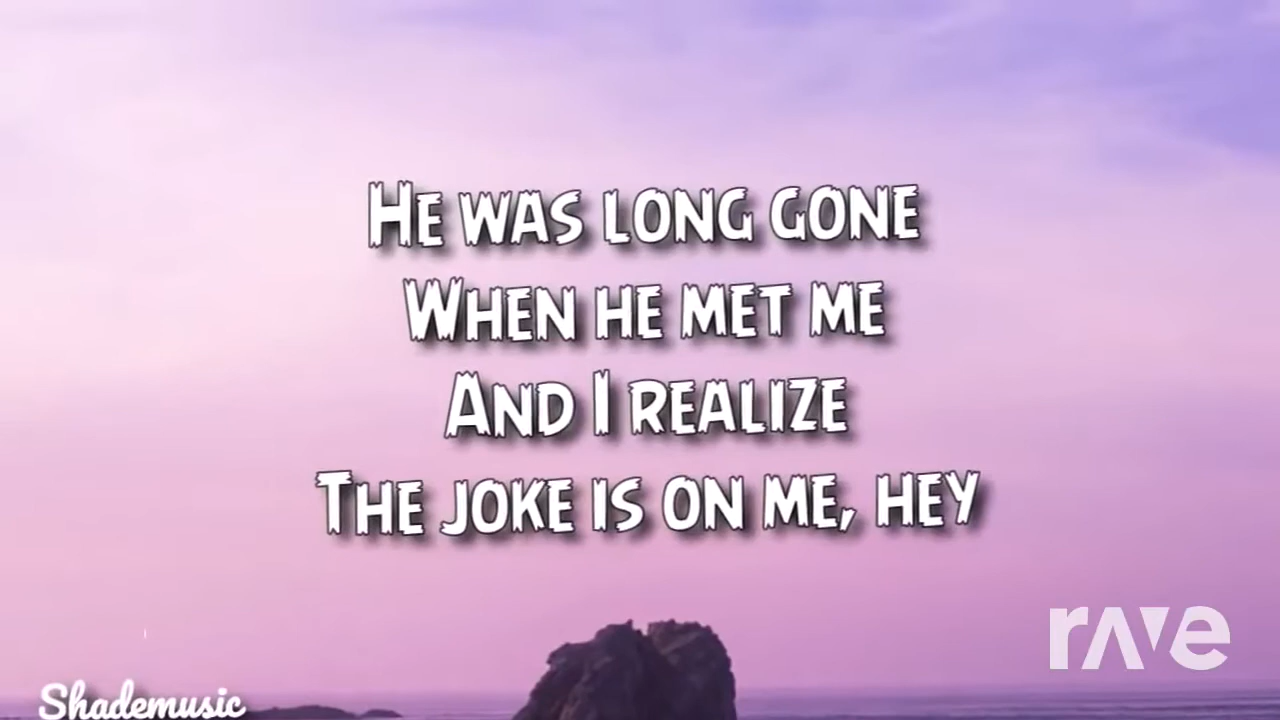 He was long gone
When he met me
And I realize
The joke is on me, hey
rave
Shademusic